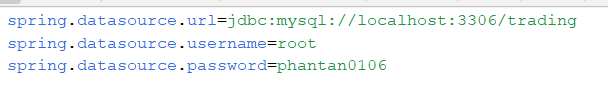 spring.datasource.url=jdbc:mysql://localhost:3306/trading
spring.datasource.username=root
spring.datasource.password=phantan0106